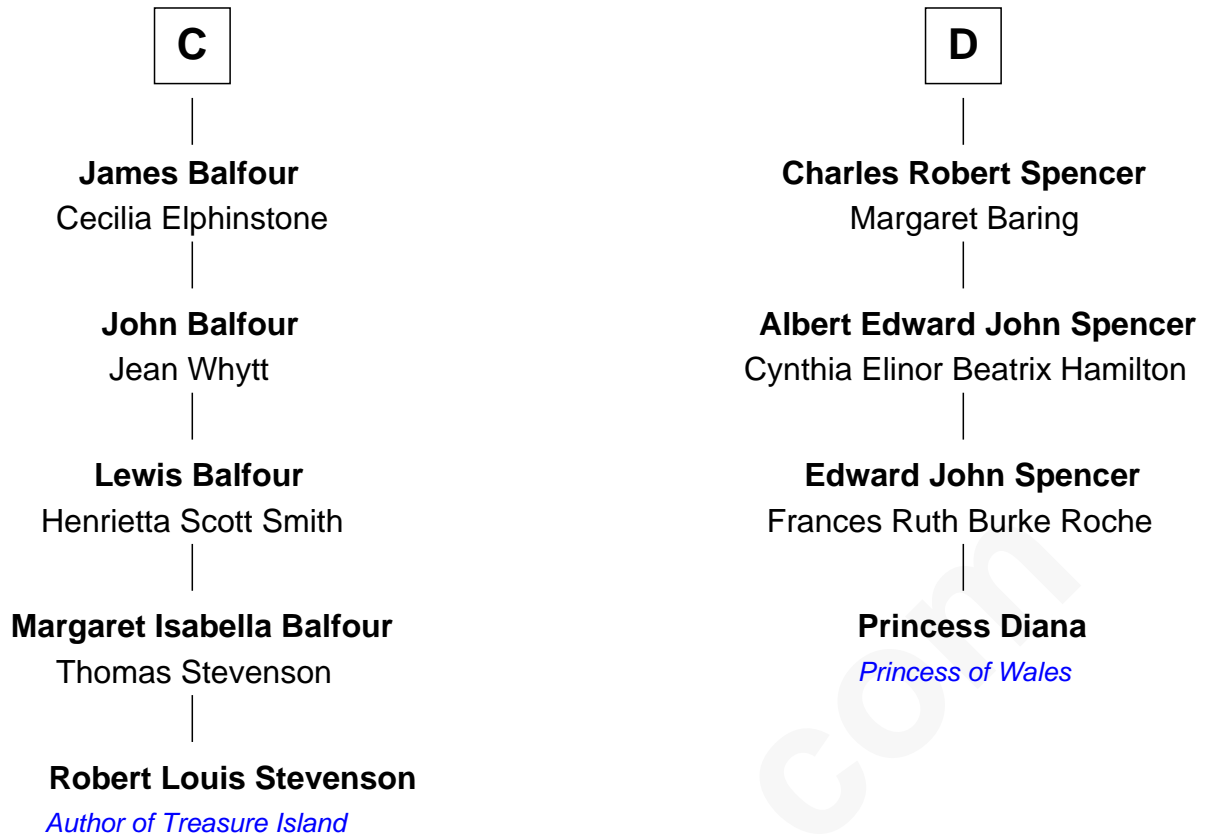 C
James Balfour
Cecilia Elphinstone
John Balfour
Jean Whytt
Lewis Balfour
Henrietta Scott Smith
Margaret Isabella Balfour
Thomas Stevenson
Robert Louis Stevenson
Author of Treasure Island
D
Charles Robert Spencer
Margaret Baring
Albert Edward John Spencer
Cynthia Elinor Beatrix Hamilton
Edward John Spencer
Frances Ruth Burke Roche
Princess Diana
Princess of Wales
com